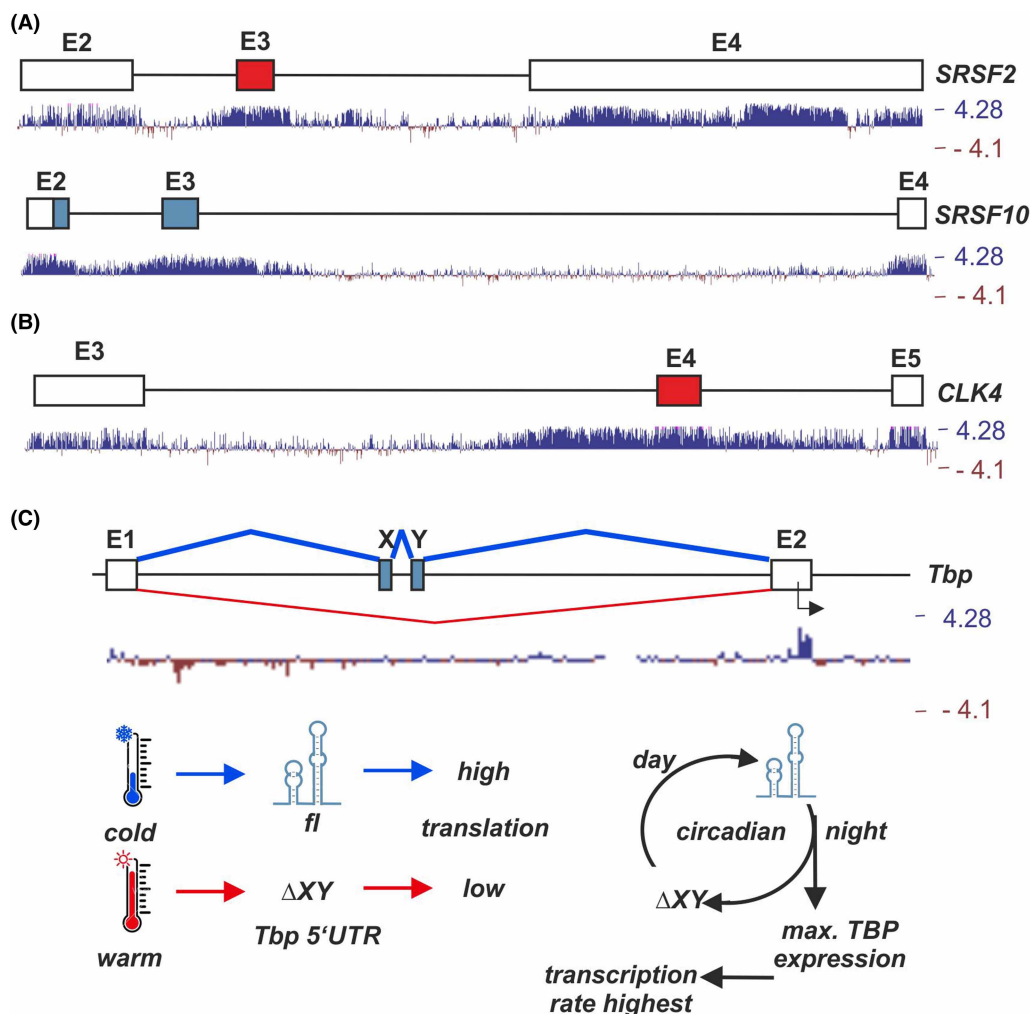 (A)
E2 E3 E4
SRSF2
- 4.28
- - 4.1
E2 E3 E4
SRSF10
- 4.28
- - 4.1
(B)
E3 E4 E5
CLK4
- 4.28
- - 4.1
(C)
E1 X Y E2
Tbp
- 4.28
- - 4.1
cold
fl
high
translation
warm
ΔXY
low
Tbp 5‘UTR
day
circadian
night
ΔXY
max. TBP
expression
transcription
rate highest